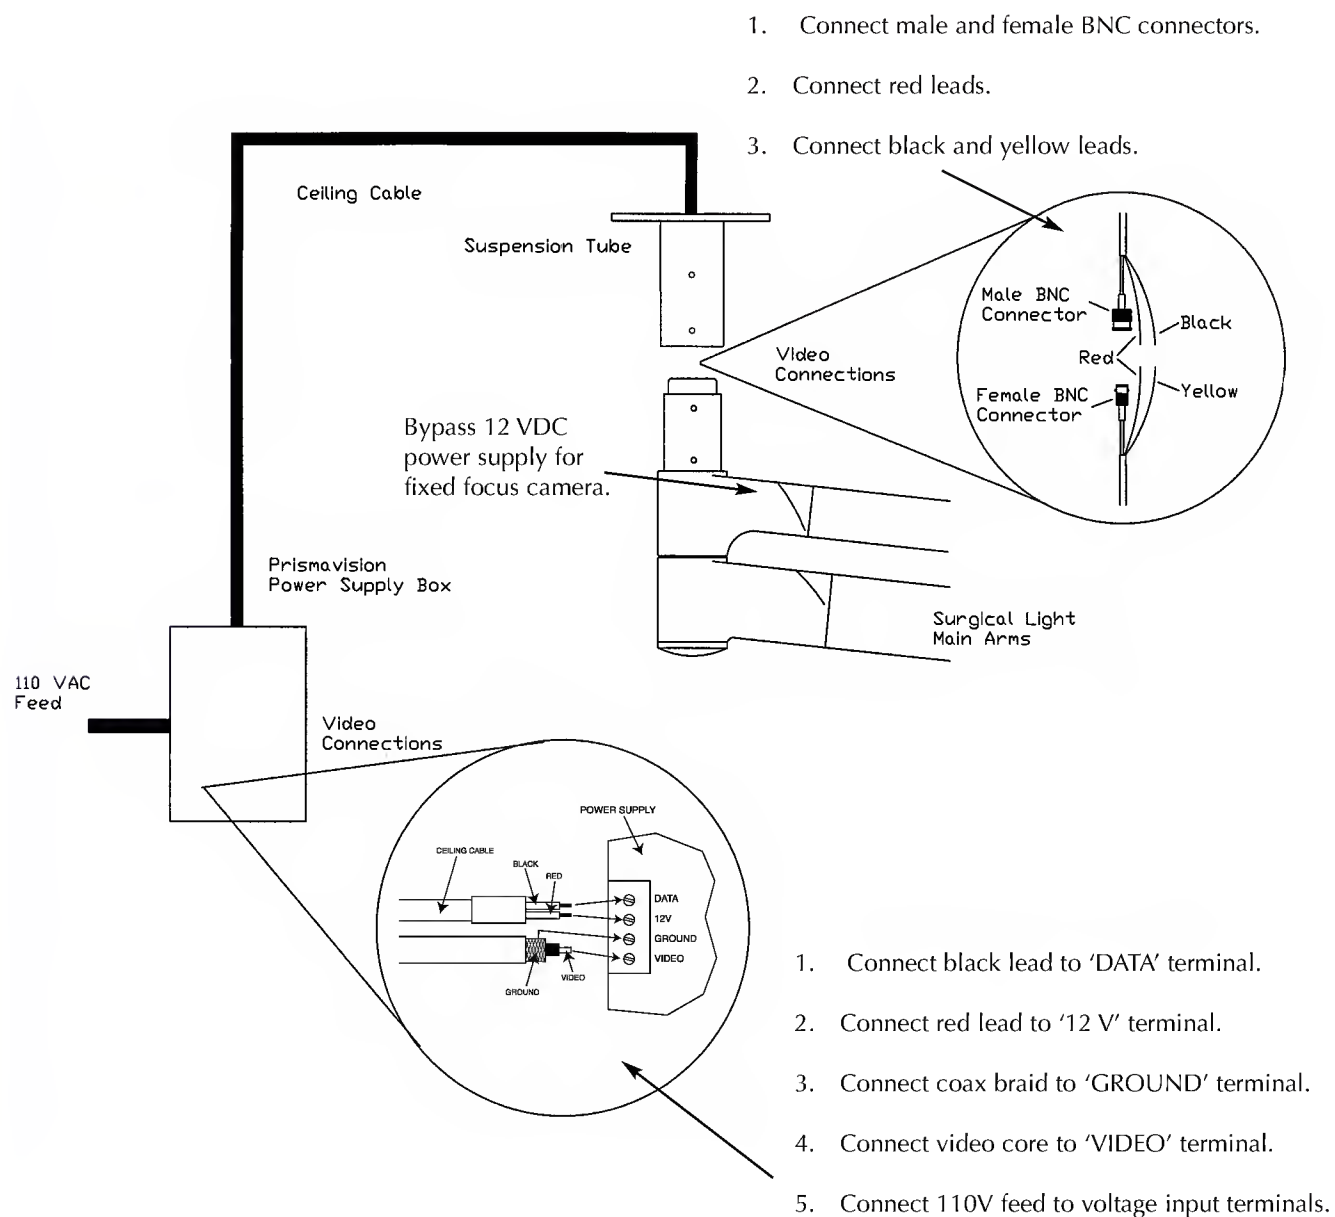 1. Connect male and female BNC connectors.
2. Connect red leads.
3. Connect black and yellow leads.
Ceiling Cable
Suspension Tube
Male BNC
Connector
Black
Red
Yellow
Female BNC
Connector
Video
Connections
Bypass 12 VDC
power supply for
fixed focus camera.
Prismavision
Power Supply Box
Surgical Light
Main Arms
110 VAC
Feed
Video
Connections
POWER SUPPLY
CEILING CABLE
BLACK
RED
DATA
12V
GROUND
VIDEO
VIDEO
GROUND
1. Connect black lead to ‘DATA’ terminal.
2. Connect red lead to ‘12 V’ terminal.
3. Connect coax braid to ‘GROUND’ terminal.
4. Connect video core to ‘VIDEO’ terminal.
5. Connect 110V feed to voltage input terminals.